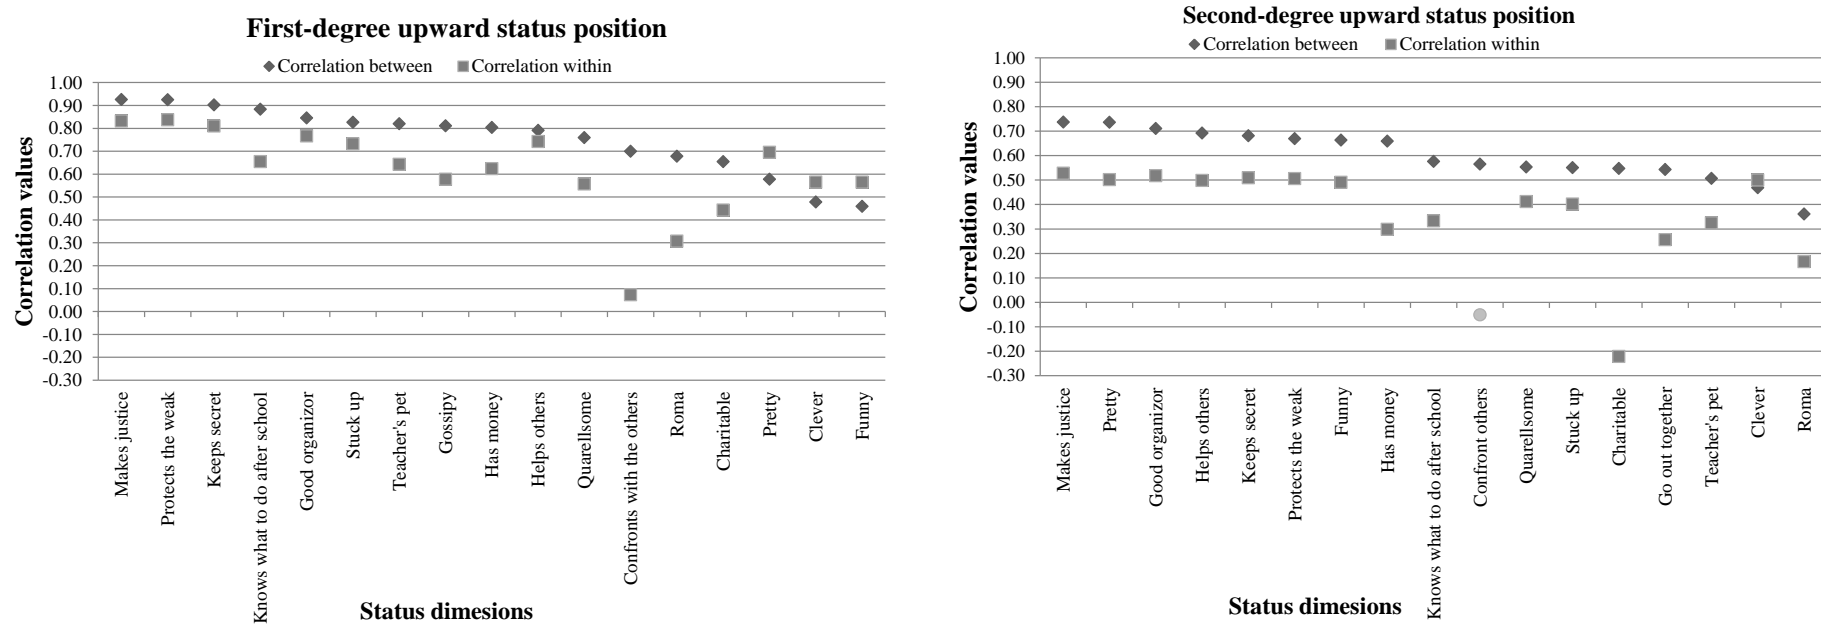 First-degree upward status position
Correlation between
Correlation within
1.00
0.90
0.80
0.70
0.60
0.50
0.40
0.30
0.20
0.10
0.00
-0.10
-0.20
-0.30
Correlation values
Makes justice
Protects the weak
Keeps secret
Knows what to do after school
Good organizor
Stuck up
Teacher's pet
Gossipy
Has money
Helps others
Quarellsome
Confronts with the others
Roma
Charitable
Pretty
Clever
Funny
Status dimesions
Second-degree upward status position
Correlation between
Correlation within
1.00
0.90
0.80
0.70
0.60
0.50
0.40
0.30
0.20
0.10
0.00
-0.10
-0.20
-0.30
Correlation values
Makes justice
Pretty
Good organizor
Helps others
Keeps secret
Protects the weak
Funny
Has money
Knows what to do after school
Confront others
Quarellsome
Stuck up
Charitable
Go out together
Teacher's pet
Clever
Roma
Status dimesions